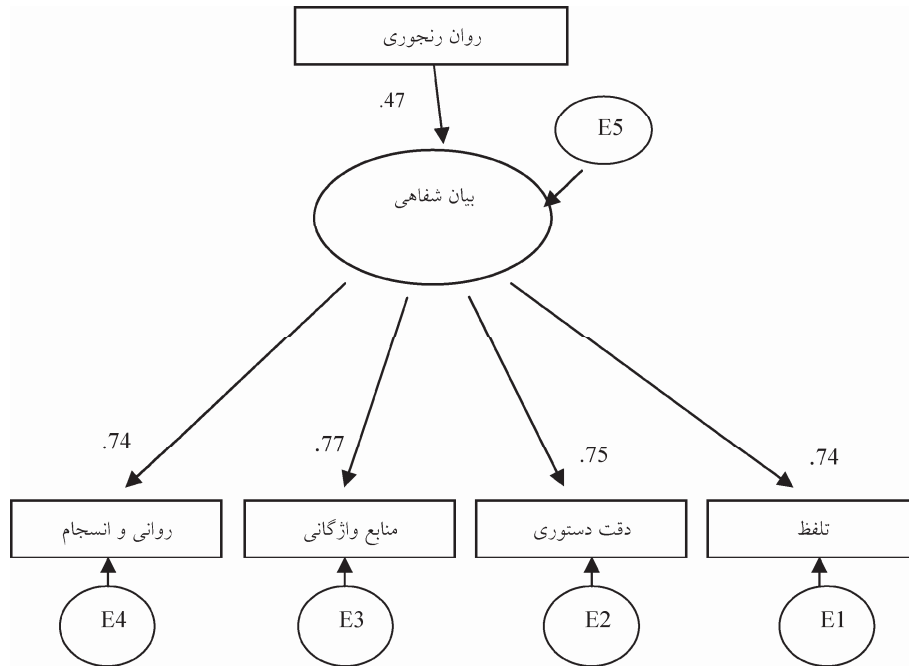 روان رنجوری
.47
E5
بیان شفاهی
.74
.77
.75
.74
تلفظ
دقت دستوری
منابع واژگانی
روانی و انسجام
E1
E2
E3
E4